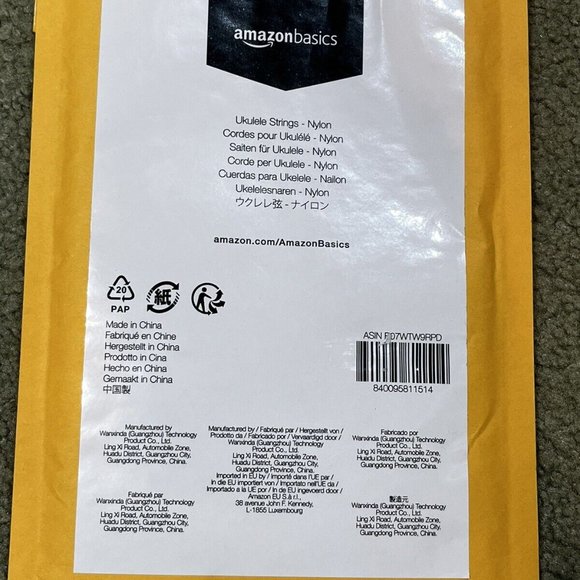 amazonbasics
Ukulele Strings - Nylon
Cordes pour Ukulélé - Nylon
Saiten für Ukulele - Nylon
Corde per Ukulele - Nylon
Cuerdas para Ukelele - Nailon
Ukelelesnaren - Nylon
ウクレレ弦 - ナイロン
amazon.com/AmazonBasics
20
PAP
紙
Made in China
Fabriqué en Chine
Hergestellt in China
Prodotto in Cina
Hecho en China
Gemaakt in China
中国製
ASIN B07WTW9RPD
840095811514
Manufactured by
Wanxinda (Guangzhou) Technology
Product Co., Ltd.
Ling Xi Road, Automobile Zone,
Huadu District, Guangzhou City,
Guangdong Province, China.
Manufactured by / Fabriqué par / Hergestellt von /
Prodotto da / Fabricado por / Vervaardigd door /
Wanxinda (Guangzhou) Technology
Product Co., Ltd.
Ling Xi Road, Automobile Zone,
Huadu District, Guangzhou City,
Guangdong Province, China.
Imported in EU by / Importé dans l'UE par /
In die EU importiert von / Importato nell'UE da /
Importado a la UE por / In de EU ingevoerd door /
Amazon EU S.à r.l.,
38 avenue John F. Kennedy,
L-1855 Luxembourg
Fabricado por
Wanxinda (Guangzhou) Technology
Product Co., Ltd.
Ling Xi Road, Automobile Zone,
Huadu District, Guangzhou City,
Guangdong Province, China.
Fabriqué par
Wanxinda (Guangzhou) Technology
Product Co., Ltd.
Ling Xi Road, Automobile Zone,
Huadu District, Guangzhou City,
Guangdong Province, China.
製造元
Wanxinda (Guangzhou) Technology
Product Co., Ltd.
Ling Xi Road, Automobile Zone,
Huadu District, Guangzhou City,
Guangdong Province, China.